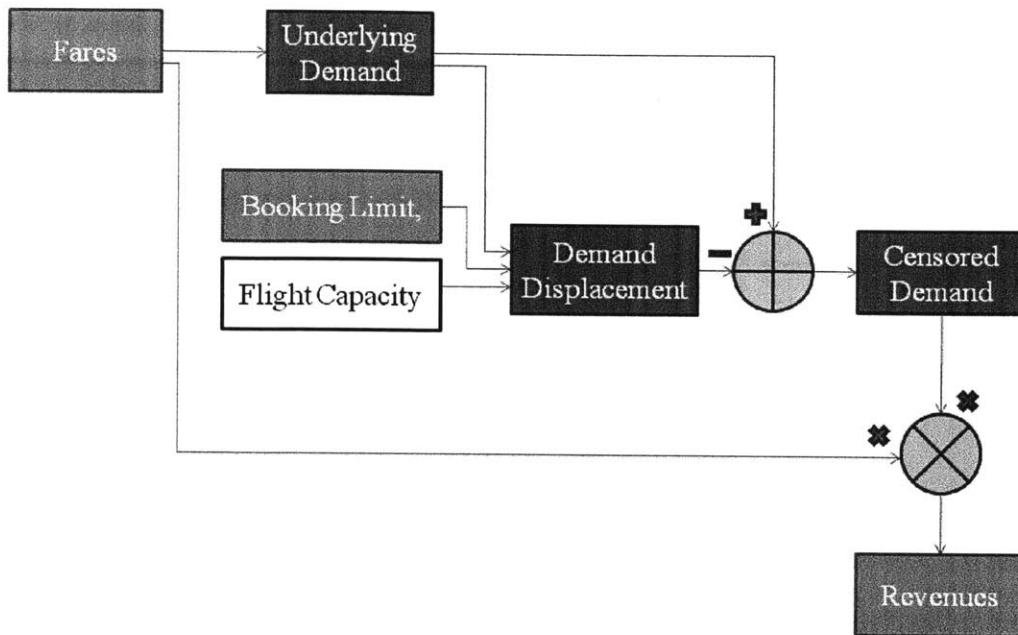 Fares
Underlying
Demand
Booking Limit,
Flight Capacity
Demand
Displacement
Censored
Demand
Revenues